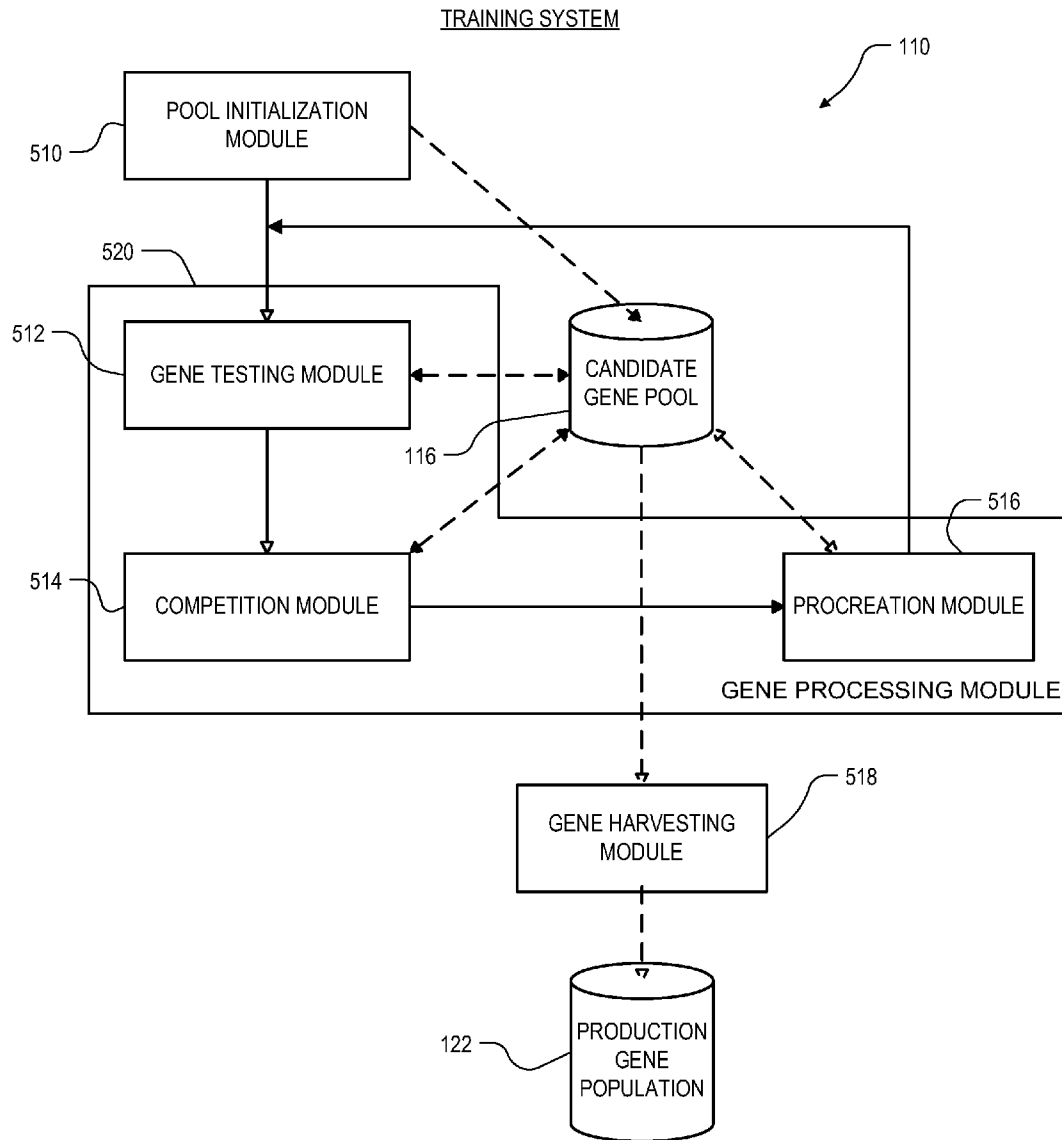 TRAINING SYSTEM
110
POOL INITIALIZATION
MODULE
510
520
512
GENE TESTING MODULE
CANDIDATE
GENE POOL
116
516
514
COMPETITION MODULE
PROCREATION MODULE
GENE PROCESSING MODULE
518
GENE HARVESTING
MODULE
122
PRODUCTION
GENE
POPULATION